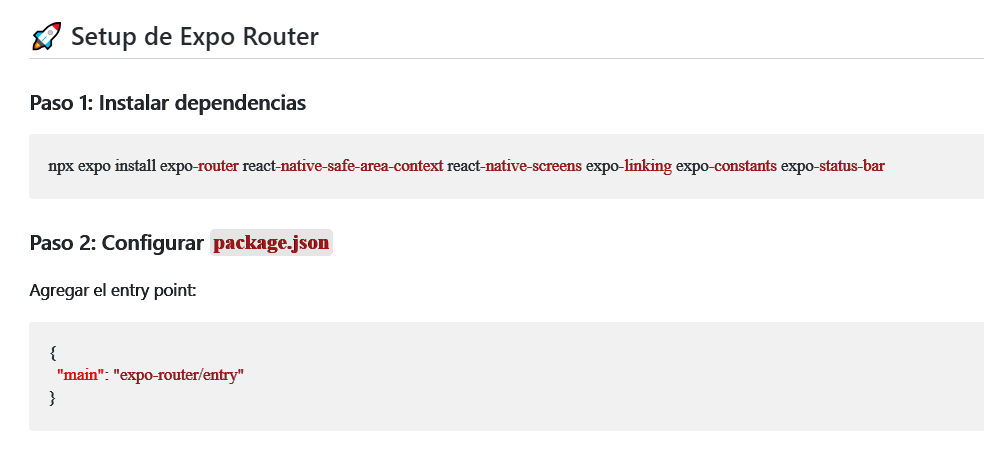 🚀 Setup de Expo Router
Paso 1: Instalar dependencias
npx expo install expo-router react-native-safe-area-context react-native-screens expo-linking expo-constants expo-status-bar
Paso 2: Configurar package.json
Agregar el entry point:
{
  "main": "expo-router/entry"
}